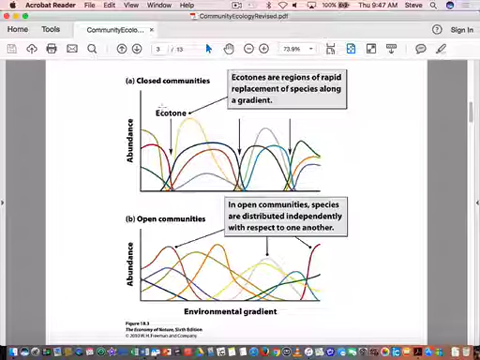 Acrobat Reader File Edit View Window Help
Thu 9:47 AM Steve
CommunityEcologyRevised.pdf
Home Tools CommunityEcolo... × Sign In
3 / 13 73.9%
(a) Closed communities
Ecotones are regions of rapid
replacement of species along
a gradient.
Ecotone
Abundance
(b) Open communities
In open communities, species
are distributed independently
with respect to one another.
Abundance
Environmental gradient
Figure 18.3
The Economy of Nature, Sixth Edition
© 2010 W.H. Freeman and Company